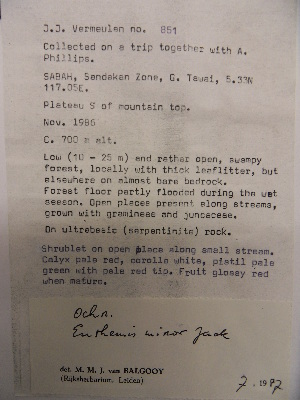 J.J. Vermeulen no. 851
Collected on a trip together with A.
Phillips.
SABAH, Sandakan Zone, G. Tawai, 5.33N
117.05E.
Plateau S of mountain top.
Nov. 1986
C. 700 m alt.
Low (10 - 25 m) and rather open, swampy
forest, locally with thick leaflitter, but
elsewhere on almost bare bedrock.
Forest floor partly flooded during the wet
season. Open places present along streams,
grown with gramineae and juncaceae.
On ultrabasic (serpentinite) rock.
Shrublet on open place along small stream.
Calyx pale red, corolla white, pistil pale
green with pale red tip. Fruit glossy red
when mature.
Ochn.
Euthemis minor Jack
det. M. M. J. van BALGOOY
(Rijksherbarium, Leiden)
7. 1987